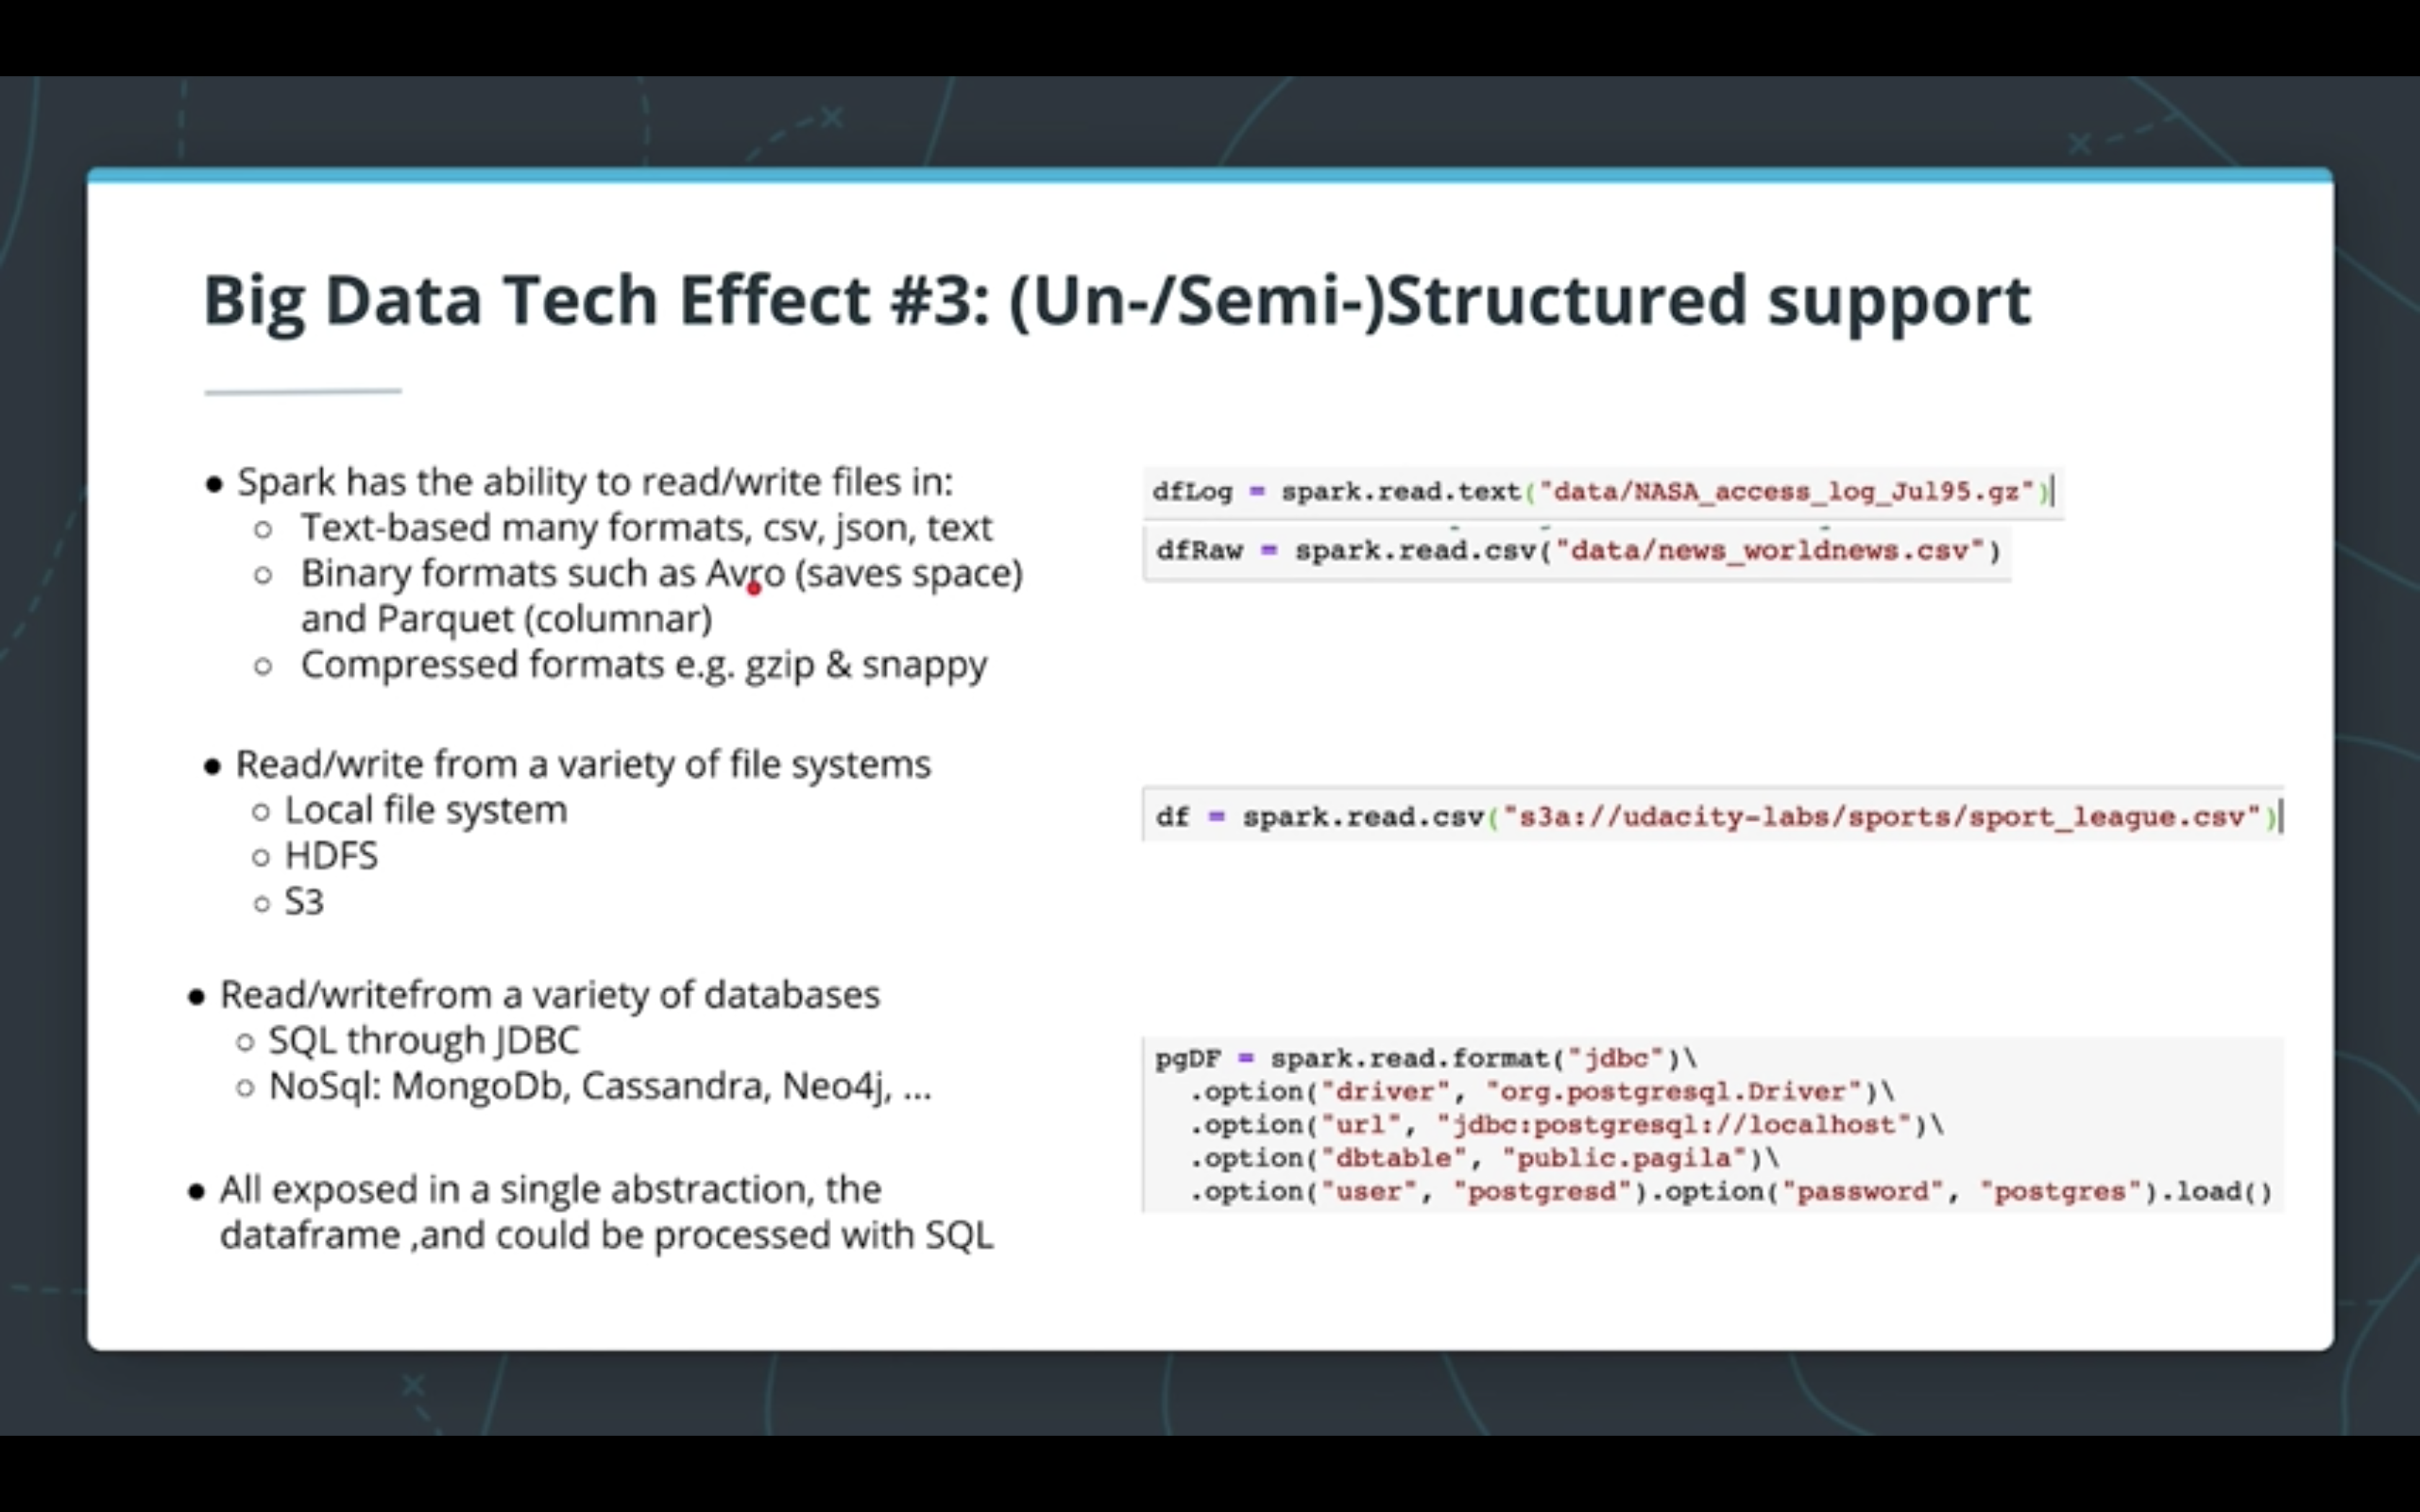 Big Data Tech Effect #3: (Un-/Semi-)Structured support
● Spark has the ability to read/write files in:
○ Text-based many formats, csv, json, text
○ Binary formats such as Avro (saves space)
and Parquet (columnar)
○ Compressed formats e.g. gzip & snappy
dfLog = spark.read.text("data/NASA_access_log_Jul95.gz")
dfRaw = spark.read.csv("data/news_worldnews.csv")
● Read/write from a variety of file systems
○ Local file system
○ HDFS
○ S3
df = spark.read.csv("s3a://udacity-labs/sports/sport_league.csv")
● Read/writefrom a variety of databases
○ SQL through JDBC
○ NoSql: MongoDb, Cassandra, Neo4j, ...
● All exposed in a single abstraction, the
dataframe ,and could be processed with SQL
pgDF = spark.read.format("jdbc")\
.option("driver", "org.postgresql.Driver")\
.option("url", "jdbc:postgresql://localhost")\
.option("dbtable", "public.pagila")\
.option("user", "postgresd").option("password", "postgres").load()